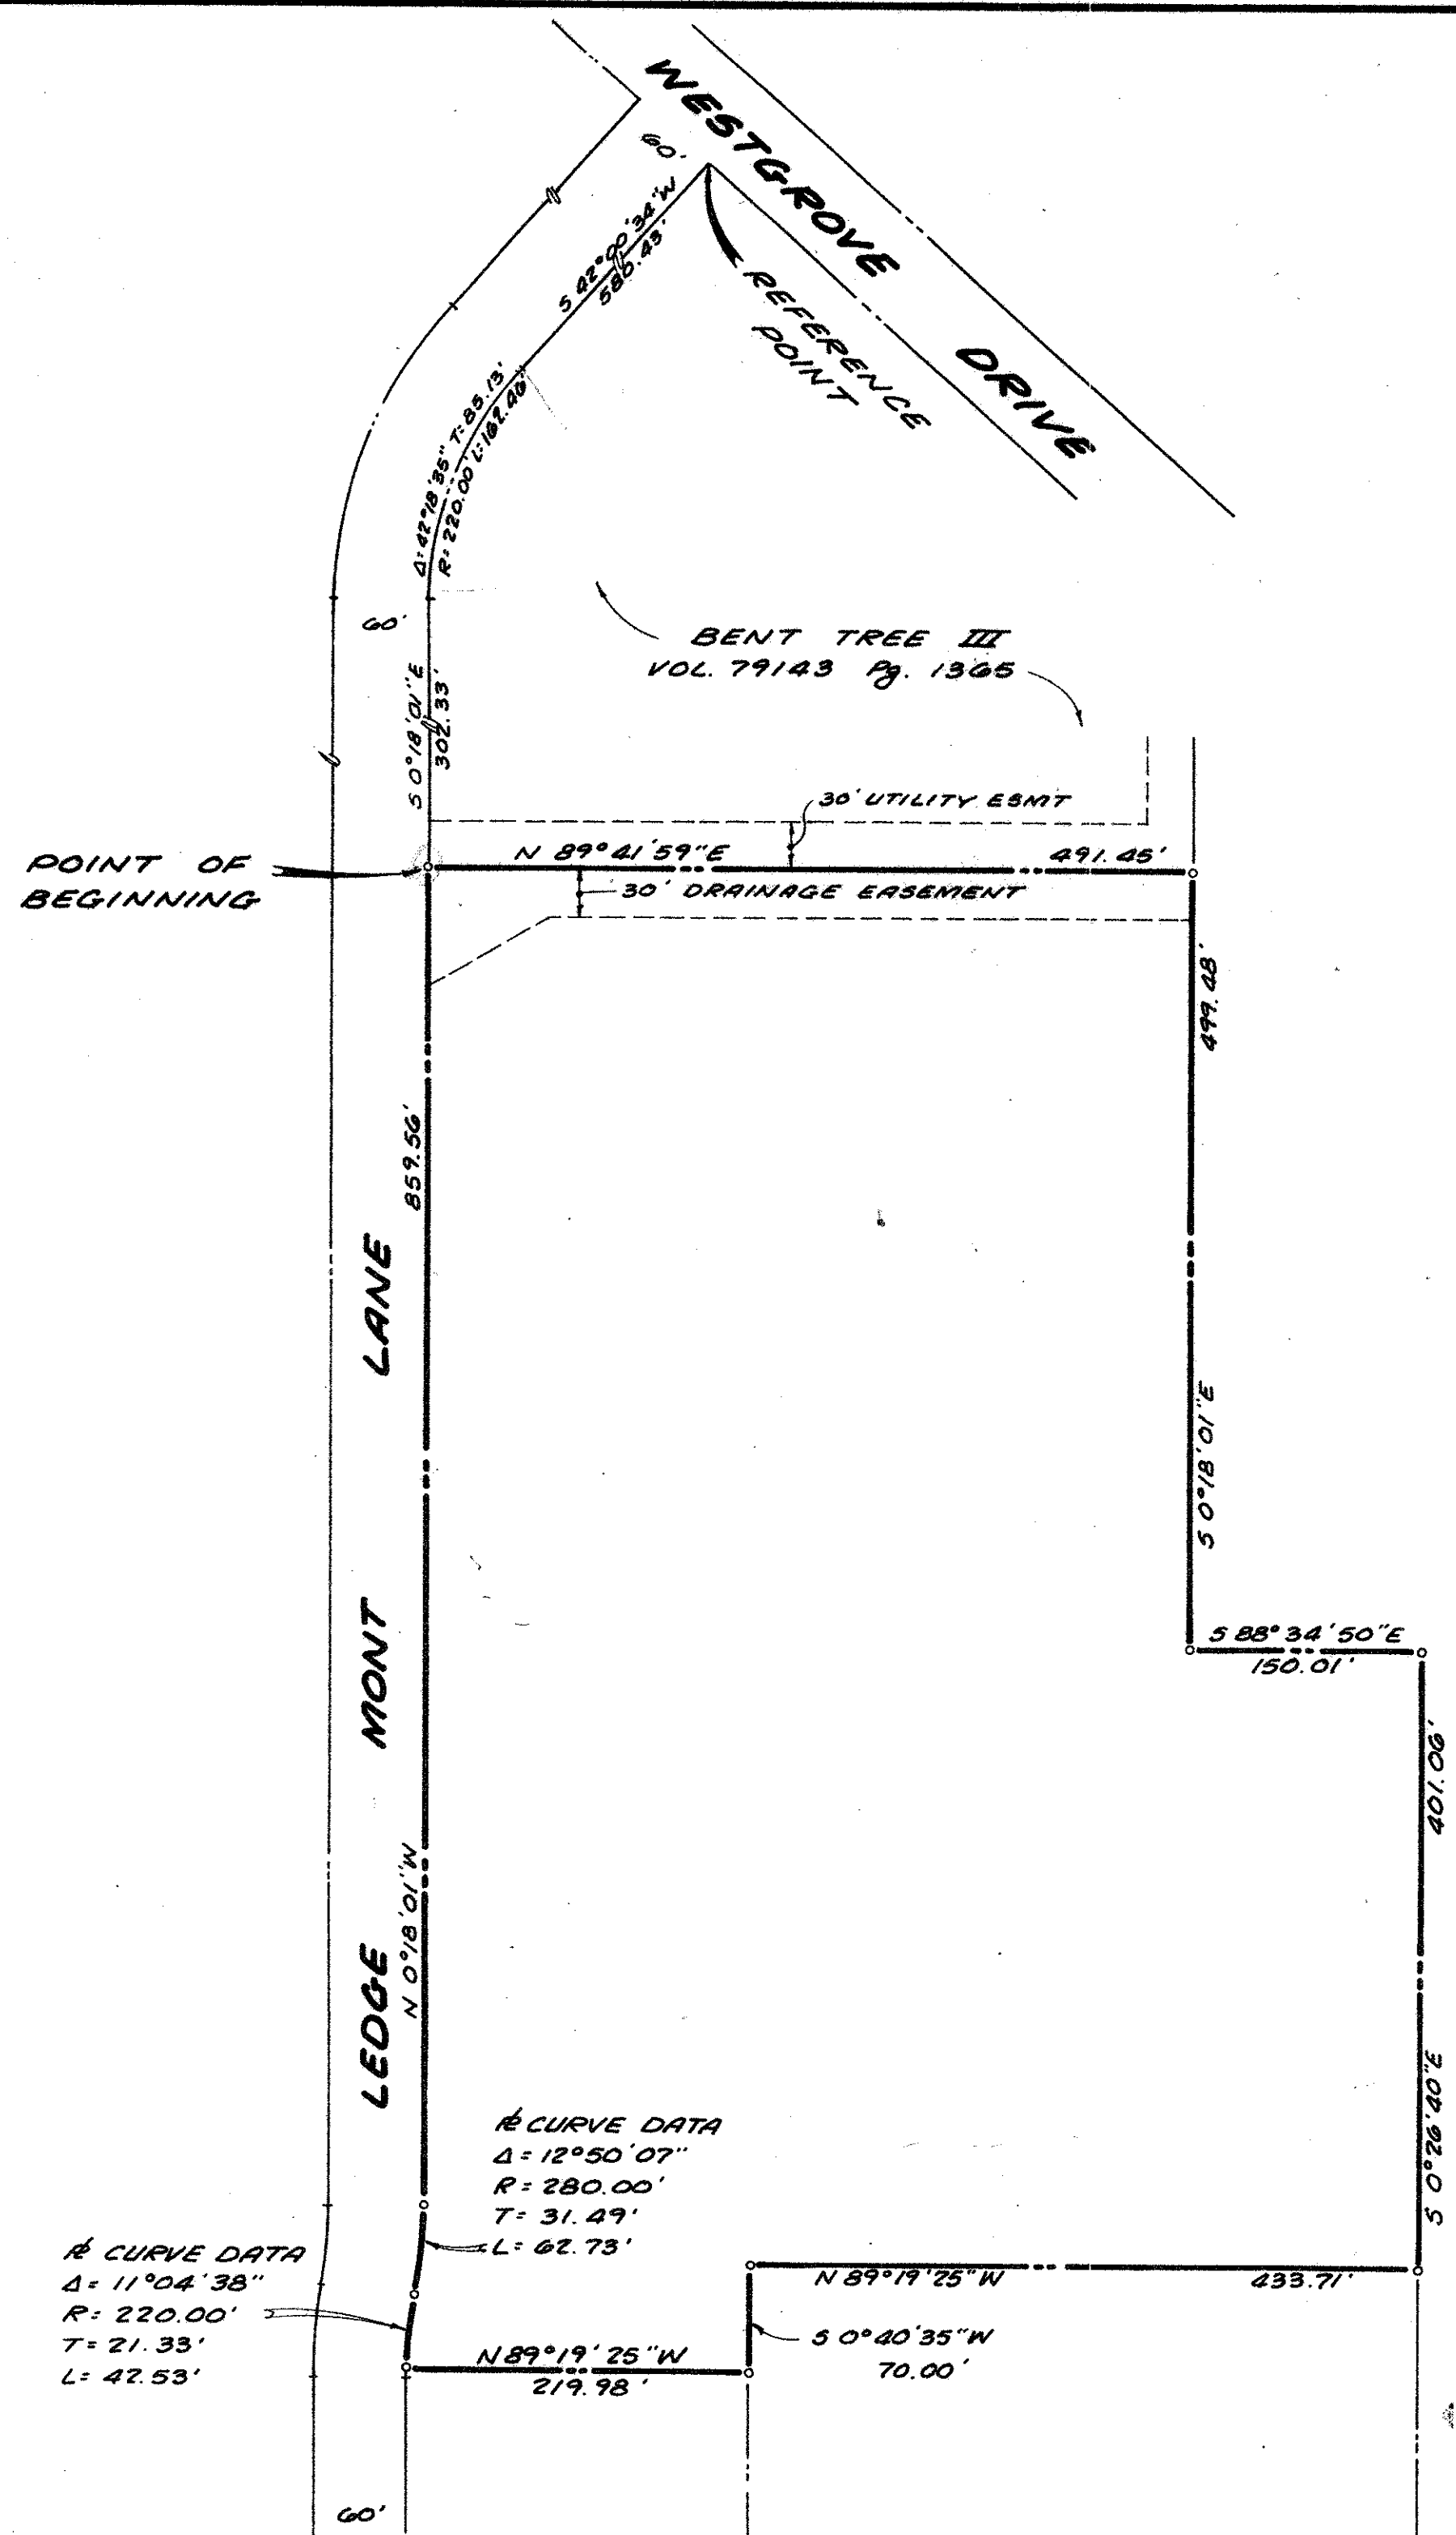 WESTGROVE DRIVE
60'
S 42°00'34"W
580.43'
REFERENCE
POINT
Δ: 42°18'35" T: 85.13'
R: 220.00' L: 162.46'
60'
BENT TREE III
VOL. 79143 Pg. 1365
S 0°18'01"E
302.33'
30' UTILITY ESMT
POINT OF
BEGINNING
N 89°41'59"E 491.45'
30' DRAINAGE EASEMENT
499.48'
S 0°18'01"E
859.56'
N 0°18'01"W
LEDGE MONT LANE
S 88°34'50"E
150.01'
401.06'
S 0°26'40"E
CURVE DATA
Δ = 12°50'07"
R = 280.00'
T = 31.49'
L = 62.73'
CURVE DATA
Δ = 11°04'38"
R = 220.00'
T = 21.33'
L = 42.53'
N 89°19'25"W 433.71'
S 0°40'35"W
70.00'
N 89°19'25"W
219.98'
60'